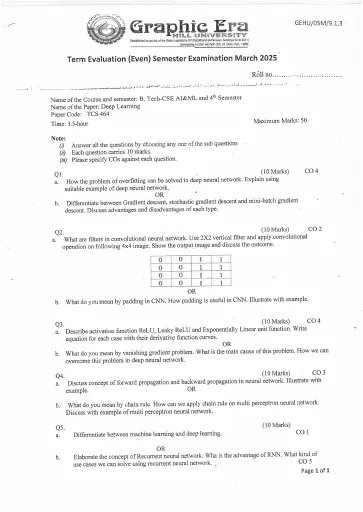 GEHU/05M/9.1.3
Graphic Era
HILL UNIVERSITY
Term Evaluation (Even) Semester Examination March 2025
Roll no...........................
Name of the Course and semester: B. Tech-CSE AI&ML and 4th Semester
Name of the Paper: Deep Learning
Paper Code: TCS 464
Time: 1.5-hour Maximum Marks: 50
Note:
(i) Answer all the questions by choosing any one of the sub questions
(ii) Each question carries 10 marks.
(iii) Please specify COs against each question.
(10 Marks) CO 4
Q1.
a. How the problem of overfitting can be solved in deep neural network. Explain using
suitable example of deep neural network.
OR
b. Differentiate between Gradient descent, stochastic gradient descent and mini-batch gradient
descent. Discuss advantages and disadvantages of each type.
Q2. (10 Marks) CO 2
a. What are filters in convolutional neural network. Use 2X2 vertical filter and apply convolutional
operation on following 4x4 image. Show the output image and discuss the outcome.
0 0 1 1
0 0 1 1
0 0 1 1
0 0 1 1
OR
b. What do you mean by padding in CNN. How padding is useful in CNN. Illustrate with example.
Q3. (10 Marks) CO 4
a. Describe activation function ReLU, Leaky ReLU and Exponentially Linear unit function. Write
equation for each case with their derivative function curves.
OR
b. What do you mean by vanishing gradient problem. What is the main cause of this problem. How we can
overcome this problem in deep neural network.
Q4. (10 Marks) CO 3
a. Discuss concept of forward propagation and backward propagation in neural network. Illustrate with
example. OR
b. What do you mean by chain rule. How can we apply chain rule on multi perceptron neural network.
Discuss with example of multi perceptron neural network.
Q5. (10 Marks)
a. Differentiate between machine learning and deep learning. CO 1
OR
b. Elaborate the concept of Recurrent neural network. Wha is the advantage of RNN. What kind of
use cases we can solve using recurrent neural network. CO 5
Page 1 of 1